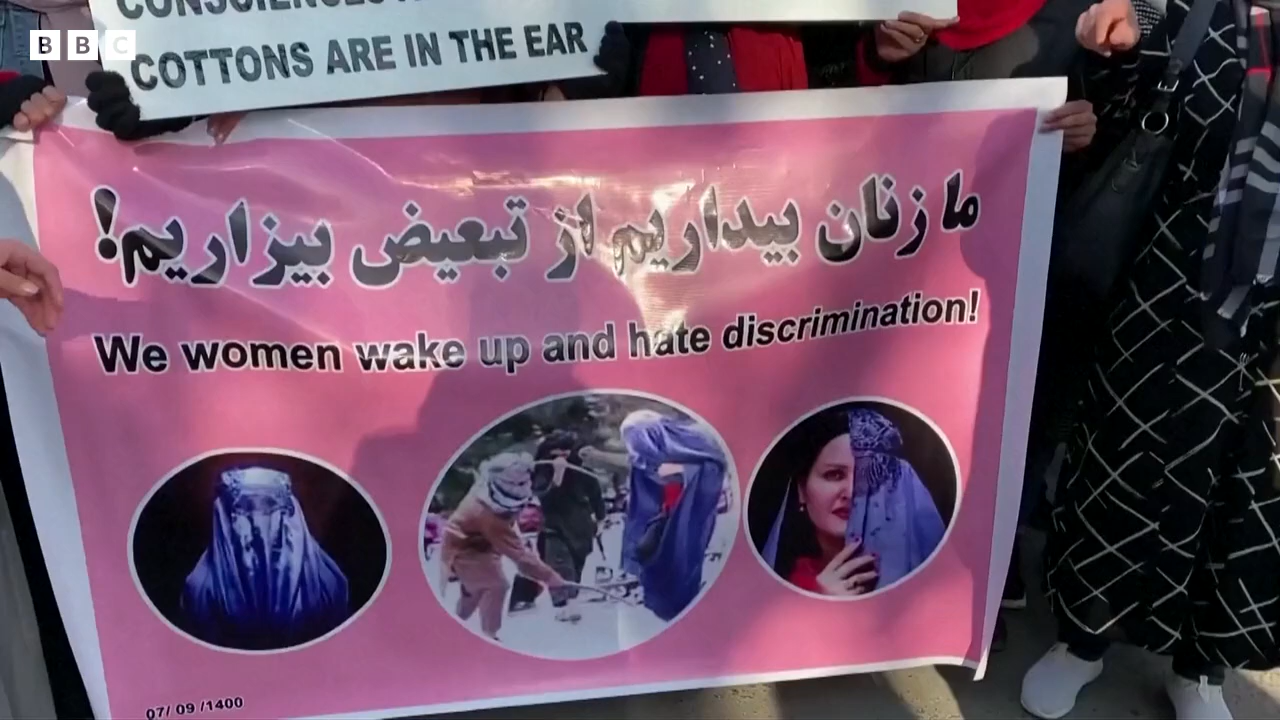 BBC
COTTONS ARE IN THE EAR
ما زنان بیداریم از تبعیض بیزاریم!
We women wake up and hate discrimination!
07/ 09 /1400